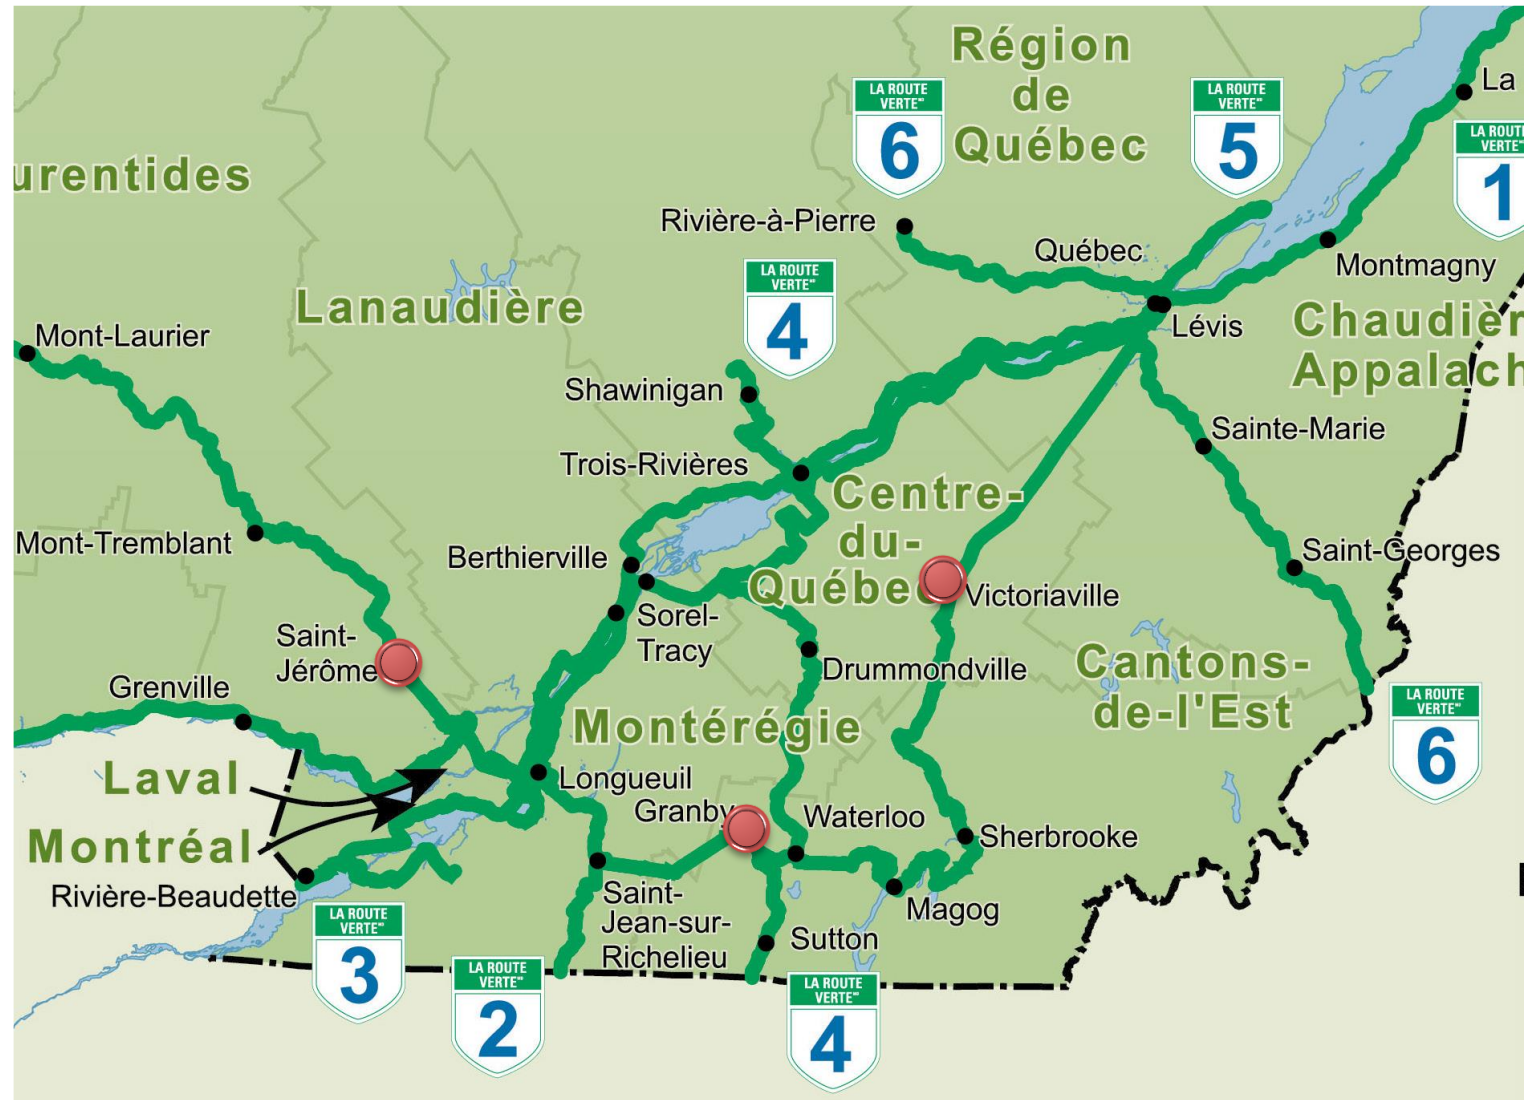 Région
de
Québec
LA ROUTE
VERTE
6
LA ROUTE
VERTE
5
La
LA ROUT
VERTE
1
urentides
Rivière-à-Pierre
Québec
Montmagny
LA ROUTE
VERTE
4
Lanaudière
Lévis
Chaudièr
Appalach
Mont-Laurier
Shawinigan
Sainte-Marie
Trois-Rivières
Centre-
du-
Québec
Mont-Tremblant
Berthierville
Saint-Georges
Victoriaville
Sorel-
Tracy
Saint-
Jérôme
Drummondville
Cantons-
de-l'Est
Grenville
LA ROUTE
VERTE
6
Montérégie
Laval
Longueuil
Granby
Waterloo
Sherbrooke
Montréal
Rivière-Beaudette
Saint-
Jean-sur-
Richelieu
Magog
Sutton
LA ROUTE
VERTE
3
LA ROUTE
VERTE
2
LA ROUTE
VERTE
4